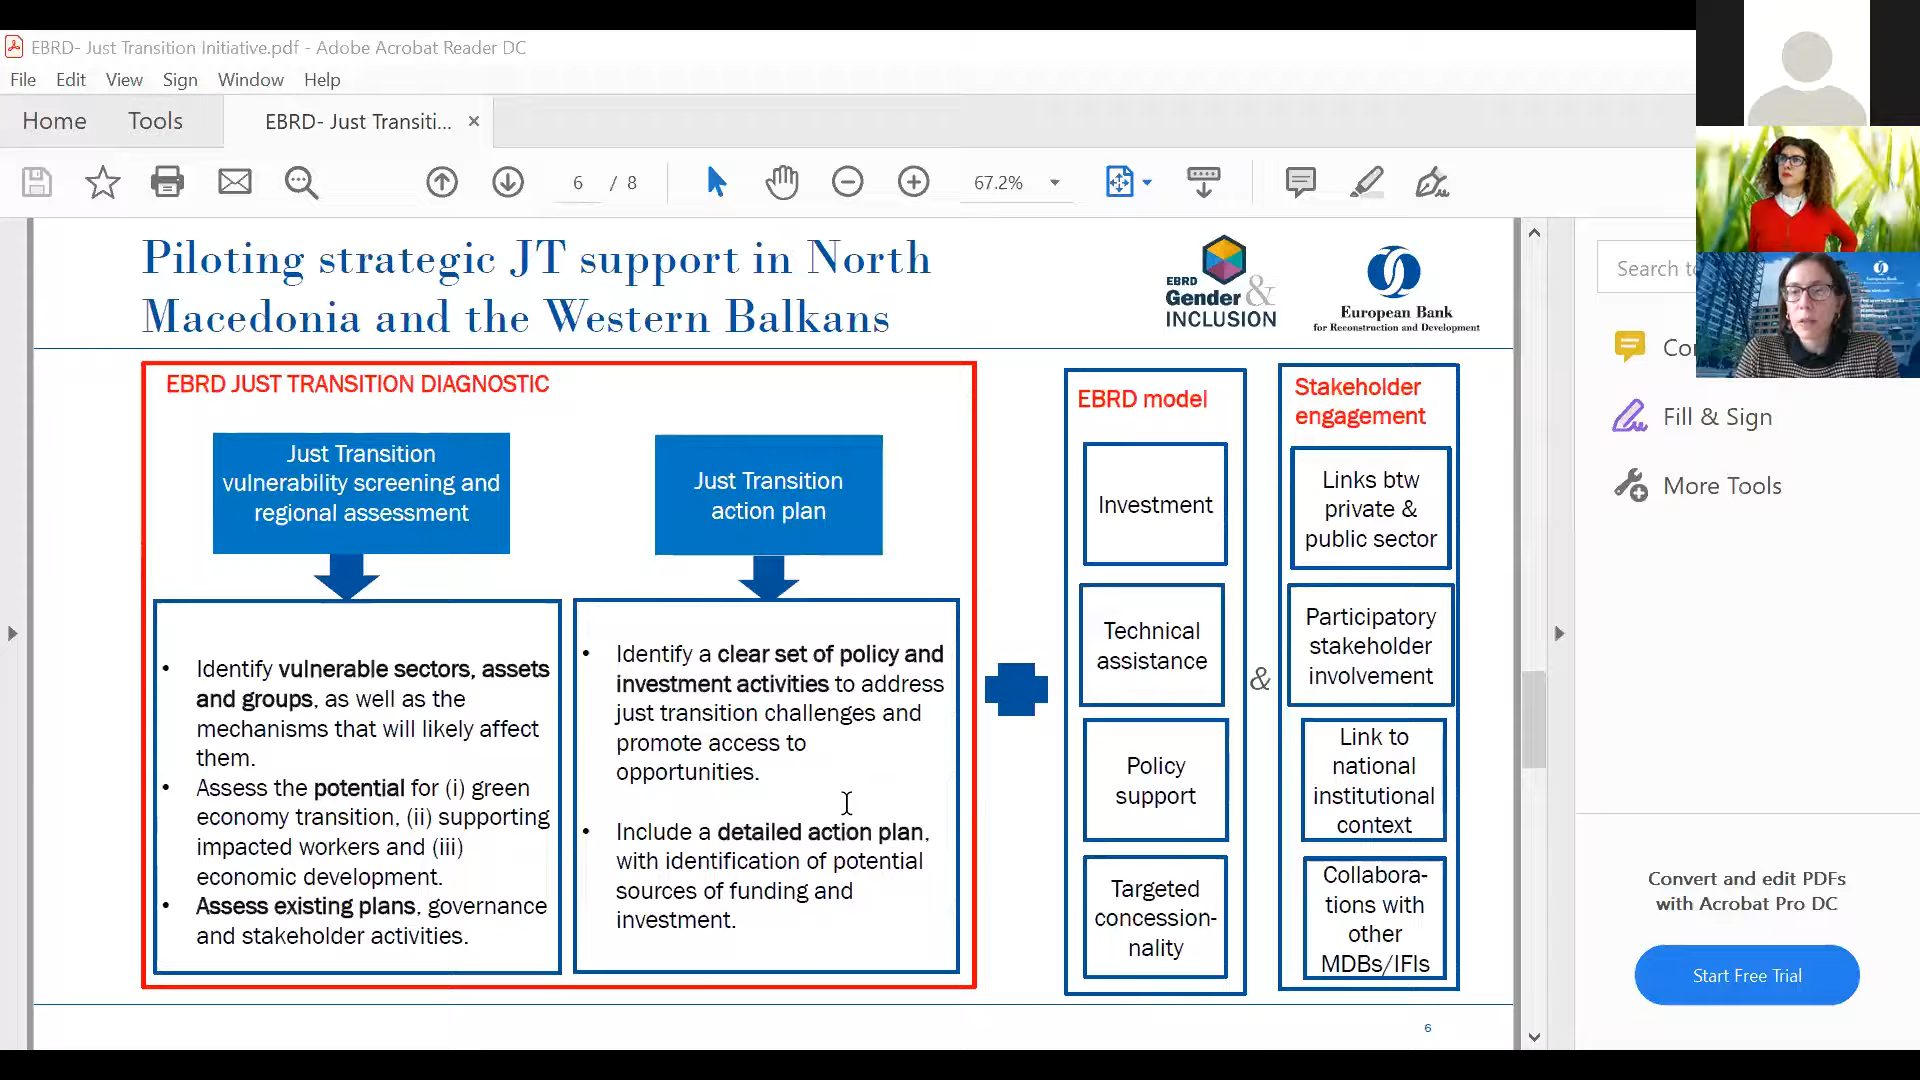 EBRD- Just Transition Initiative.pdf - Adobe Acrobat Reader DC
File Edit View Sign Window Help
Home Tools EBRD- Just Transiti... ×
6 / 8 67.2%
Piloting strategic JT support in North
Macedonia and the Western Balkans
EBRD
Gender &
INCLUSION
European Bank
for Reconstruction and Development
EBRD JUST TRANSITION DIAGNOSTIC
Just Transition
vulnerability screening and
regional assessment
Just Transition
action plan
• Identify vulnerable sectors, assets
and groups, as well as the
mechanisms that will likely affect
them.
• Assess the potential for (i) green
economy transition, (ii) supporting
impacted workers and (iii)
economic development.
• Assess existing plans, governance
and stakeholder activities.
• Identify a clear set of policy and
investment activities to address
just transition challenges and
promote access to
opportunities.
• Include a detailed action plan,
with identification of potential
sources of funding and
investment.
EBRD model
Investment
Technical
assistance
Policy
support
Targeted
concession-
nality
&
Stakeholder
engagement
Links btw
private &
public sector
Participatory
stakeholder
involvement
Link to
national
institutional
context
Collabora-
tions with
other
MDBs/IFIs
6
Search to
Co
Fill & Sign
More Tools
Convert and edit PDFs
with Acrobat Pro DC
Start Free Trial
European Bank